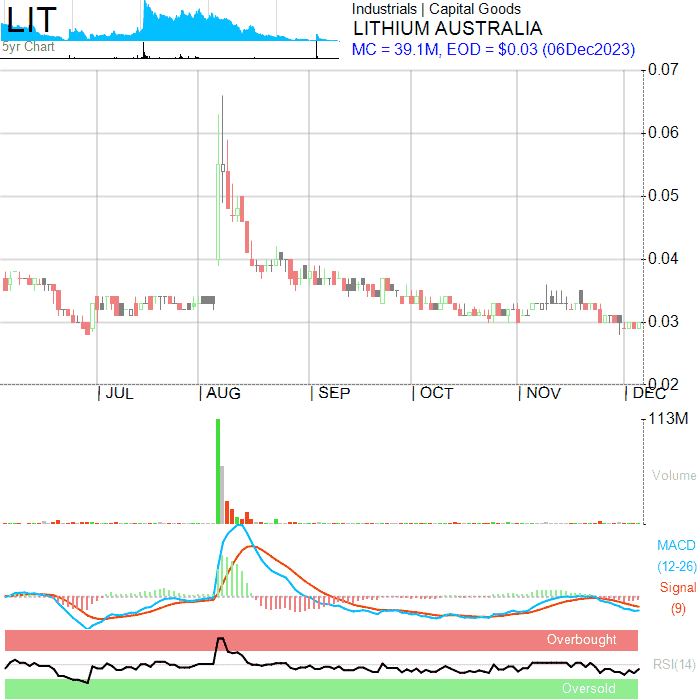 LIT
5yr Chart
Industrials | Capital Goods
LITHIUM AUSTRALIA
MC = 39.1M, EOD = $0.03 (06Dec2023)
0.07
0.06
0.05
0.04
0.03
0.02
| JUL | AUG | SEP | OCT | NOV | DEC
113M
Volume
MACD
(12-26)
Signal
(9)
Overbought
RSI(14)
Oversold